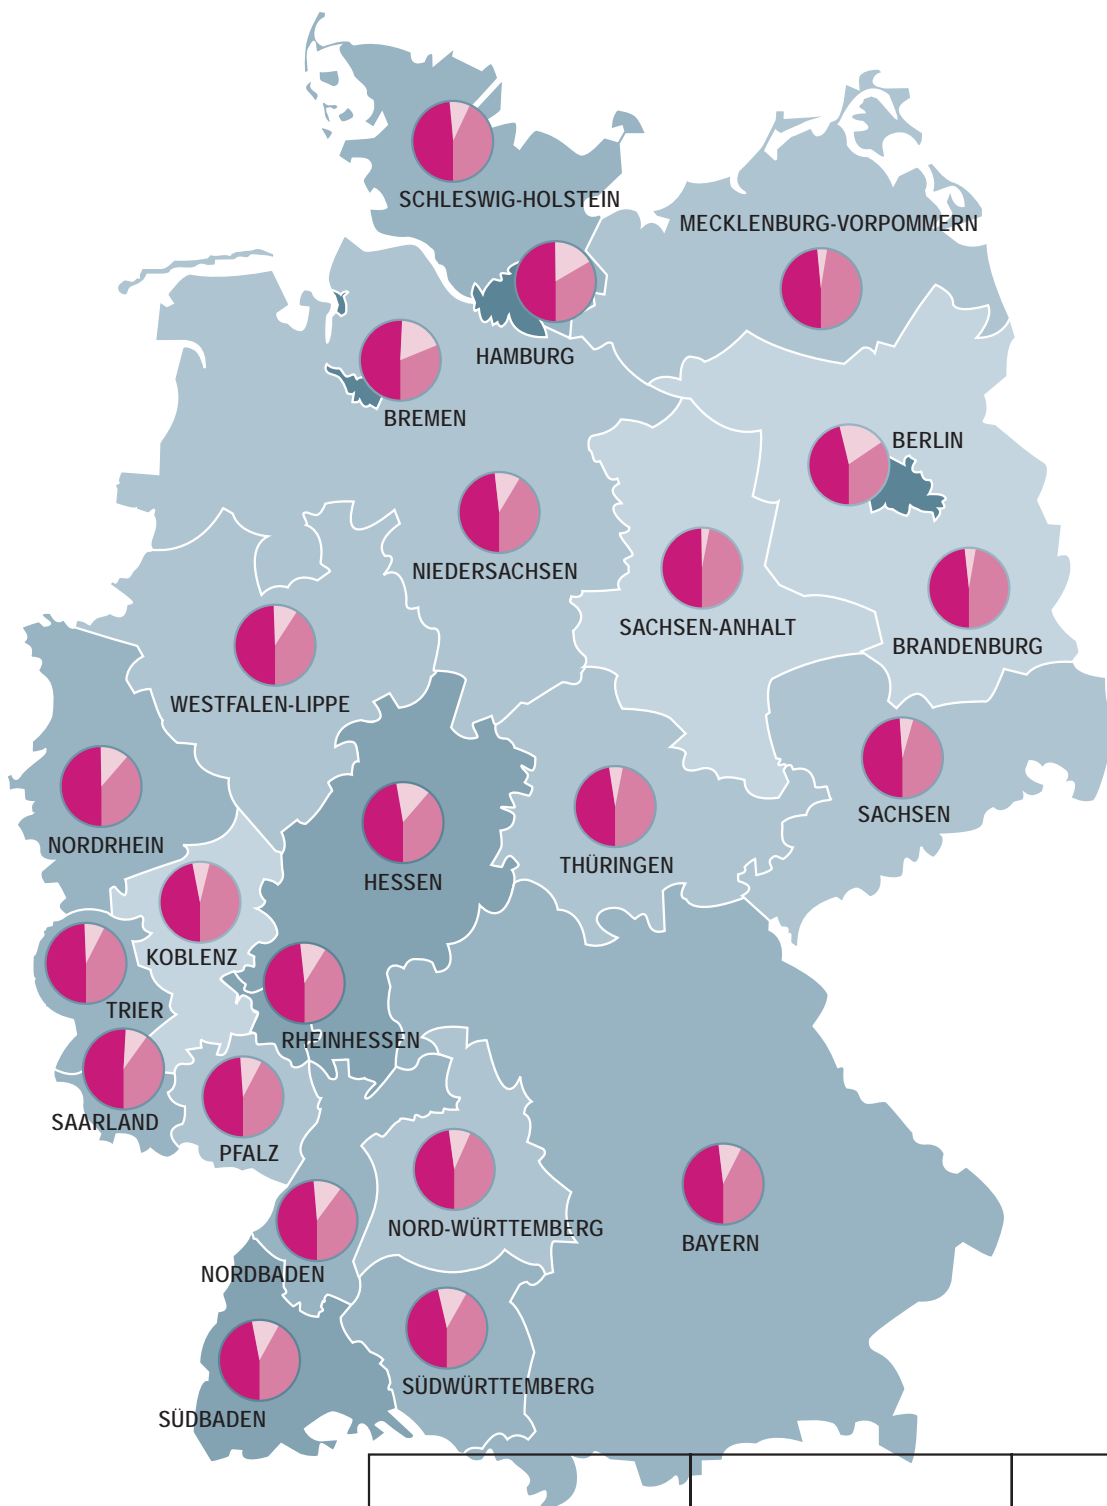 SCHLESWIG-HOLSTEIN
MECKLENBURG-VORPOMMERN
HAMBURG
BREMEN
BERLIN
NIEDERSACHSEN
SACHSEN-ANHALT
BRANDENBURG
WESTFALEN-LIPPE
SACHSEN
NORDRHEIN
THÜRINGEN
HESSEN
KOBLENZ
TRIER
RHEINHESSEN
SAARLAND
PFALZ
NORD-WÜRTTEMBERG
BAYERN
NORDBADEN
SÜDWÜRTTEMBERG
SÜDBADEN